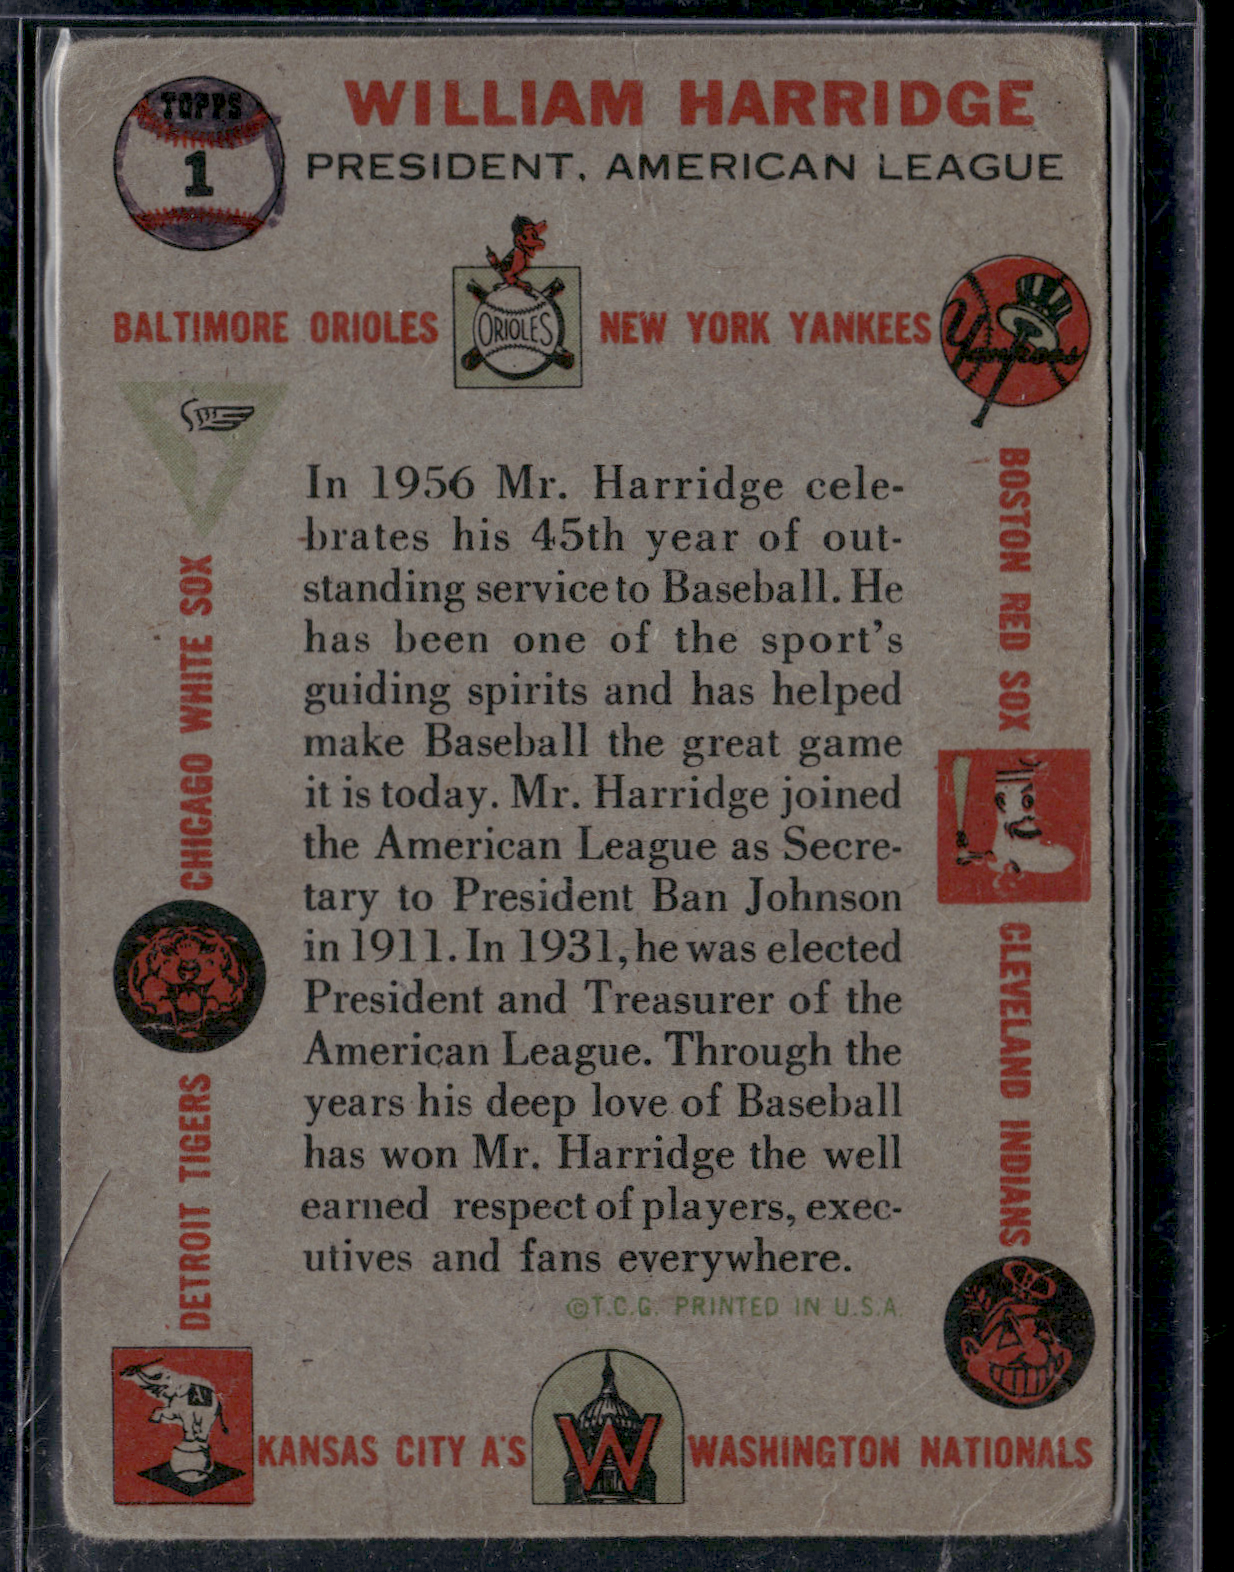 TOPPS
1
WILLIAM HARRIDGE
PRESIDENT, AMERICAN LEAGUE
BALTIMORE ORIOLES
ORIOLES
NEW YORK YANKEES
Yankees
In 1956 Mr. Harridge cele-
brates his 45th year of out-
standing service to Baseball. He
has been one of the sport's
guiding spirits and has helped
make Baseball the great game
it is today. Mr. Harridge joined
the American League as Secre-
tary to President Ban Johnson
in 1911. In 1931, he was elected
President and Treasurer of the
American League. Through the
years his deep love of Baseball
has won Mr. Harridge the well
earned respect of players, exec-
utives and fans everywhere.
©T.C.G. PRINTED IN U.S.A
CHICAGO WHITE SOX
DETROIT TIGERS
BOSTON RED SOX
CLEVELAND INDIANS
A
KANSAS CITY A'S
W
WASHINGTON NATIONALS